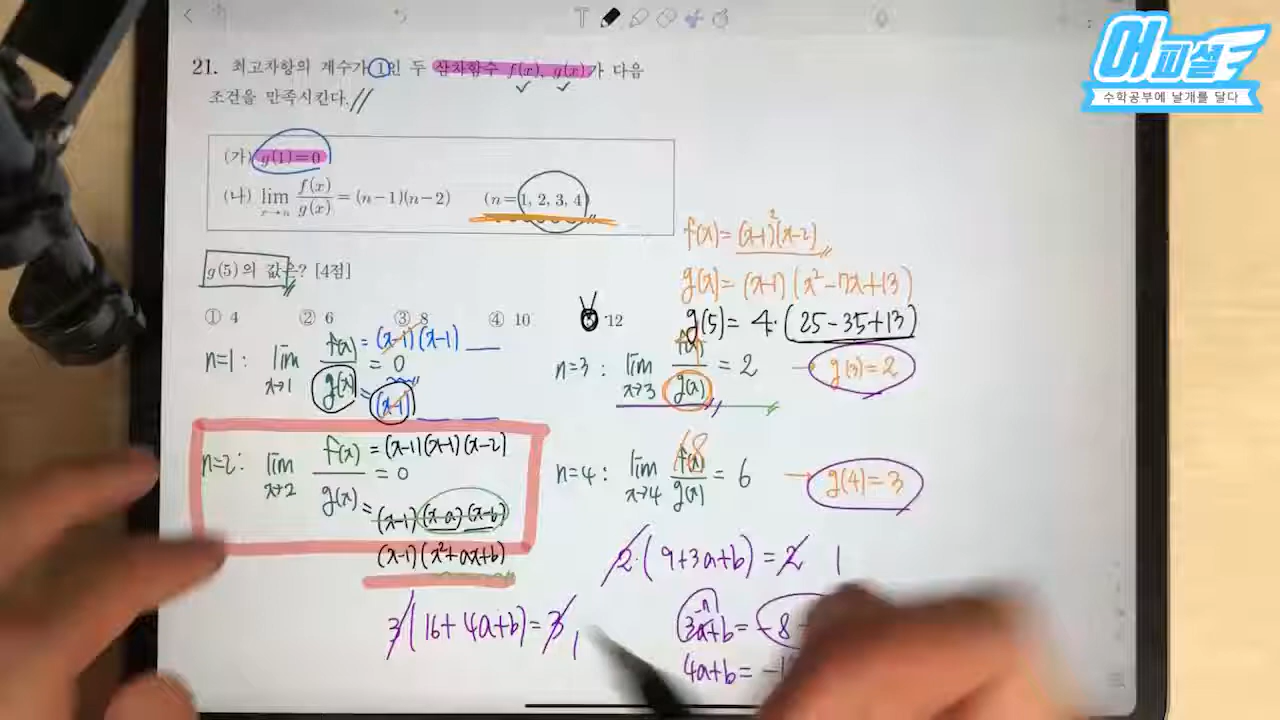 어피셜
수학공부에 날개를 달다
21. 최고차항의 계수가 1인 두 삼차함수 f(x), g(x)가 다음
조건을 만족시킨다.
(가) g(1)=0
(나) lim x→n f(x)/g(x) = (n-1)(n-2) (n=1, 2, 3, 4)
g(5)의 값은? [4점]
① 4 ② 6 ③ 8 ④ 10 12
f(x)= (x-1)²(x-2)
g(x)= (x-1)(x²-7x+13)
g(5)= 4·(25-35+13)
n=1: lim x→1 f(x)/g(x) = 0
=(x-1)(x-1)
=(x-1)
n=2: lim x→2 f(x)/g(x) = 0
=(x-1)(x-1)(x-2)
=(x-1)(x-a)(x-b)
(x-1)(x²+ax+b)
n=3: lim x→3 f(x)/g(x) = 2 → g(3)=2
n=4: lim x→4 f(x)/g(x) = 6 → g(4)=3
2·(9+3a+b)=2 1
3(16+4a+b)=3 1
3a+b= -8
4a+b= -1